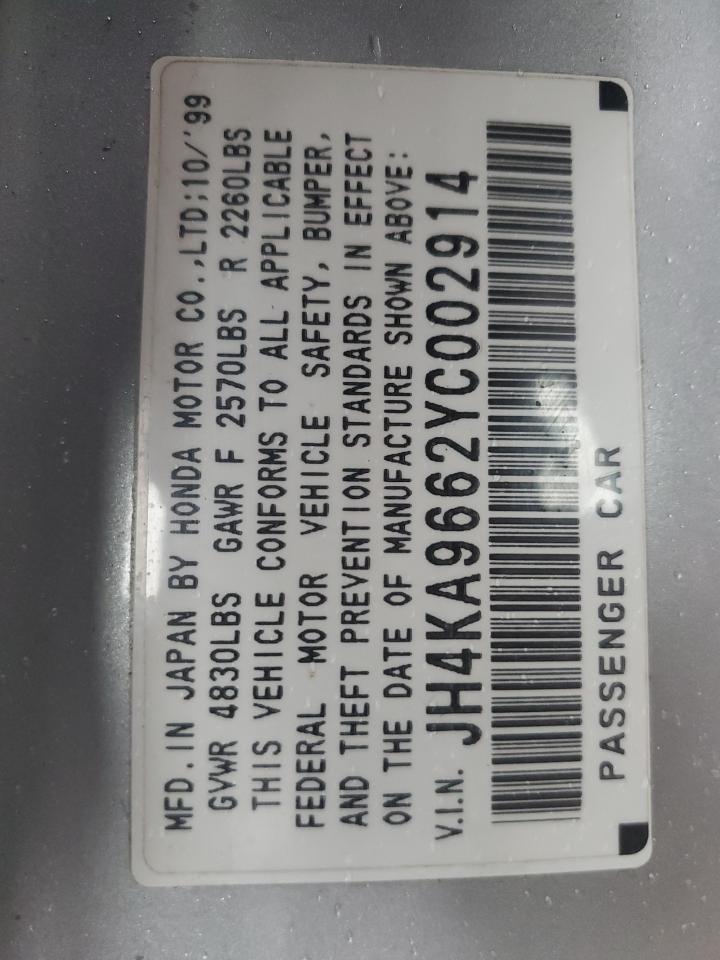 MFD.IN JAPAN BY HONDA MOTOR CO.,LTD;10/'99
GVWR 4830LBS GAWR F 2570LBS R 2260LBS
THIS VEHICLE CONFORMS TO ALL APPLICABLE
FEDERAL MOTOR VEHICLE SAFETY, BUMPER,
AND THEFT PREVENTION STANDARDS IN EFFECT
ON THE DATE OF MANUFACTURE SHOWN ABOVE:
V.I.N. JH4KA9662YC002914
PASSENGER CAR